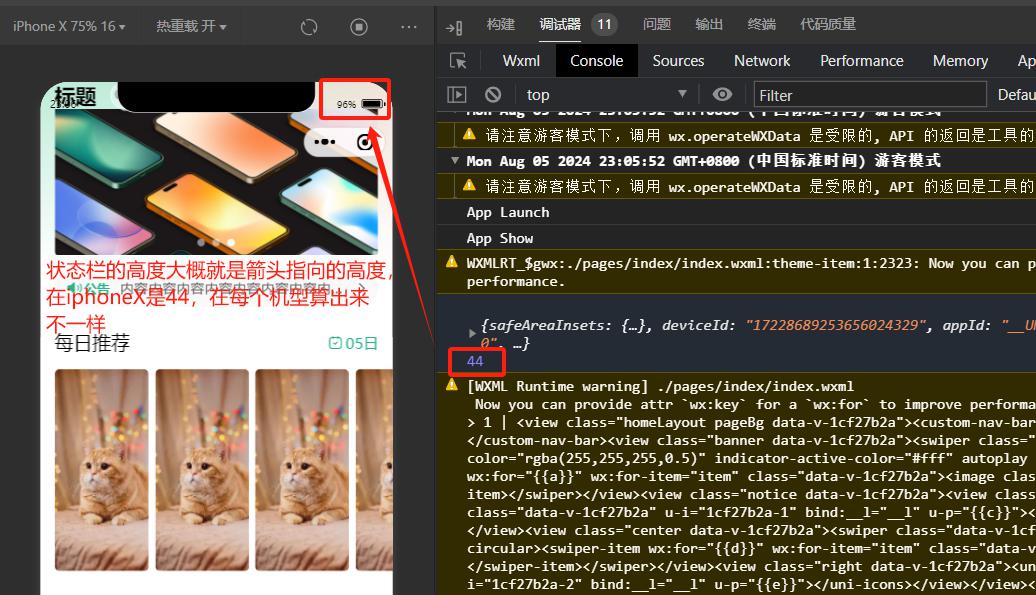 iPhone X 75% 16
热重载 开
构建
调试器
11
问题
输出
终端
代码质量
Wxml
Console
Sources
Network
Performance
Memory
top
Filter
Mon Aug 05 2024 23:05:52 GMT+0800 (中国标准时间) 游客模式
请注意游客模式下，调用 wx.operateWXData 是受限的, API 的返回是工具的
Mon Aug 05 2024 23:05:52 GMT+0800 (中国标准时间) 游客模式
请注意游客模式下，调用 wx.operateWXData 是受限的, API 的返回是工具的
App Launch
App Show
WXMLRT_$gwx:./pages/index/index.wxml:theme-item:1:2323: Now you can p
performance.
{safeAreaInsets: {…}, deviceId: "17228689253656024329", appId: "__U
0", …}
44
[WXML Runtime warning] ./pages/index/index.wxml
Now you can provide attr `wx:key` for a `wx:for` to improve performa
> 1 | <view class="homeLayout pageBg data-v-1cf27b2a"><custom-nav-bar
</custom-nav-bar><view class="banner data-v-1cf27b2a"><swiper class="
color="rgba(255,255,255,0.5)" indicator-active-color="#fff" autoplay
wx:for="{{a}}" wx:for-item="item" class="data-v-1cf27b2a"><image clas
item></swiper></view><view class="notice data-v-1cf27b2a"><view class
class="data-v-1cf27b2a" u-i="1cf27b2a-1" bind:__l="__l" u-p="{{c}}"><
</view><view class="center data-v-1cf27b2a"><swiper class="data-v-1cf
circular><swiper-item wx:for="{{d}}" wx:for-item="item" class="data-v
</swiper-item></swiper></view><view class="right data-v-1cf27b2a"><un
i="1cf27b2a-2" bind:__l="__l" u-p="{{e}}"></uni-icons></view></view><
标题
96%
状态栏的高度大概就是箭头指向的高度，
公告
内容内容内容内容内容内容内容内容
在iphoneX是44，在每个机型算出来
不一样
每日推荐
05日